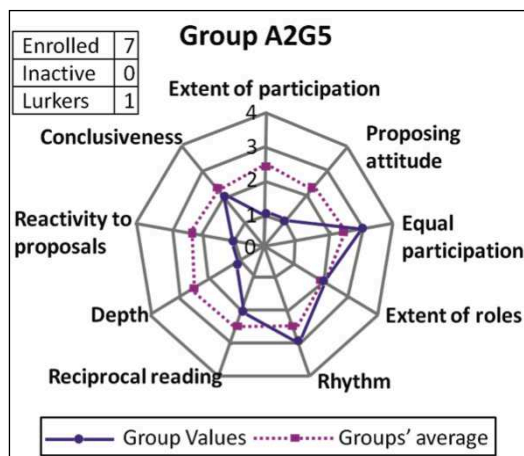 Enrolled 7
Inactive 0
Lurkers 1
Group A2G5
Extent of participation
Proposing
attitude
Equal
participation
Extent of roles
Rhythm
Reciprocal reading
Depth
Reactivity to
proposals
Conclusiveness
4
3
2
1
0
Group Values
Groups' average